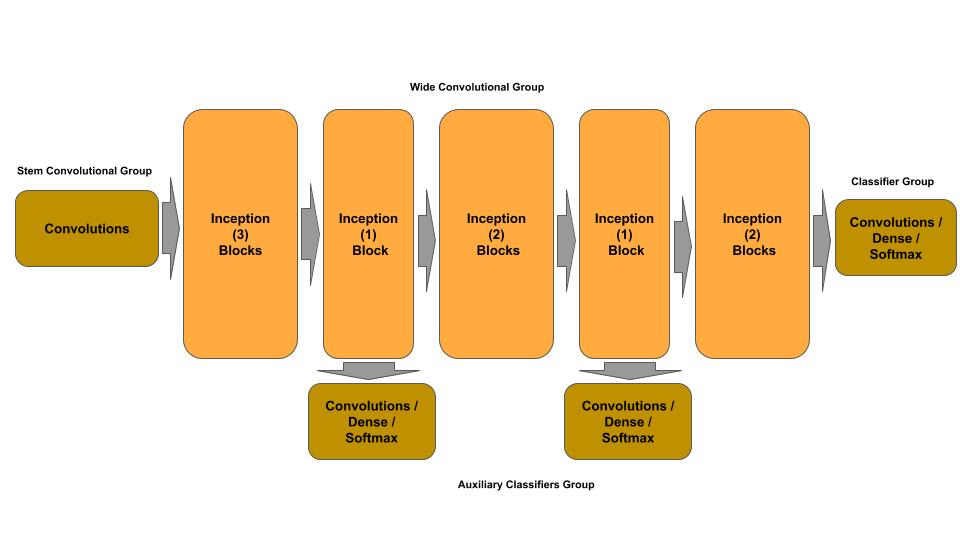 Wide Convolutional Group
Stem Convolutional Group
Convolutions
Inception
(3)
Blocks
Inception
(1)
Block
Inception
(2)
Blocks
Inception
(1)
Block
Inception
(2)
Blocks
Classifier Group
Convolutions /
Dense /
Softmax
Convolutions /
Dense /
Softmax
Convolutions /
Dense /
Softmax
Auxiliary Classifiers Group